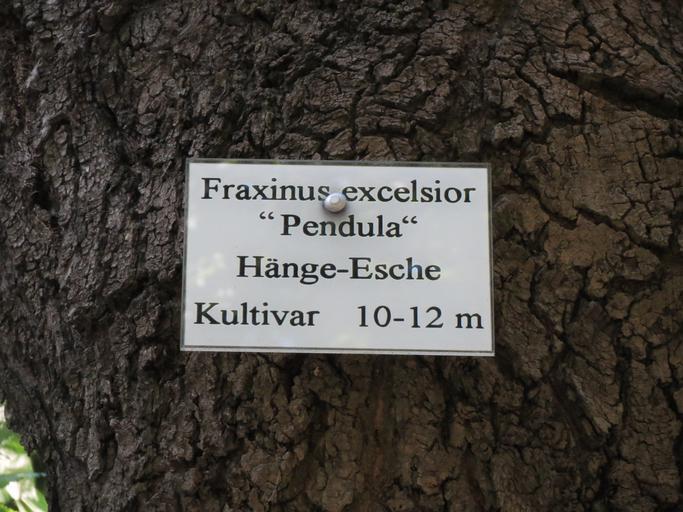 Fraxinus excelsior
“Pendula“
Hänge-Esche
Kultivar 10-12 m